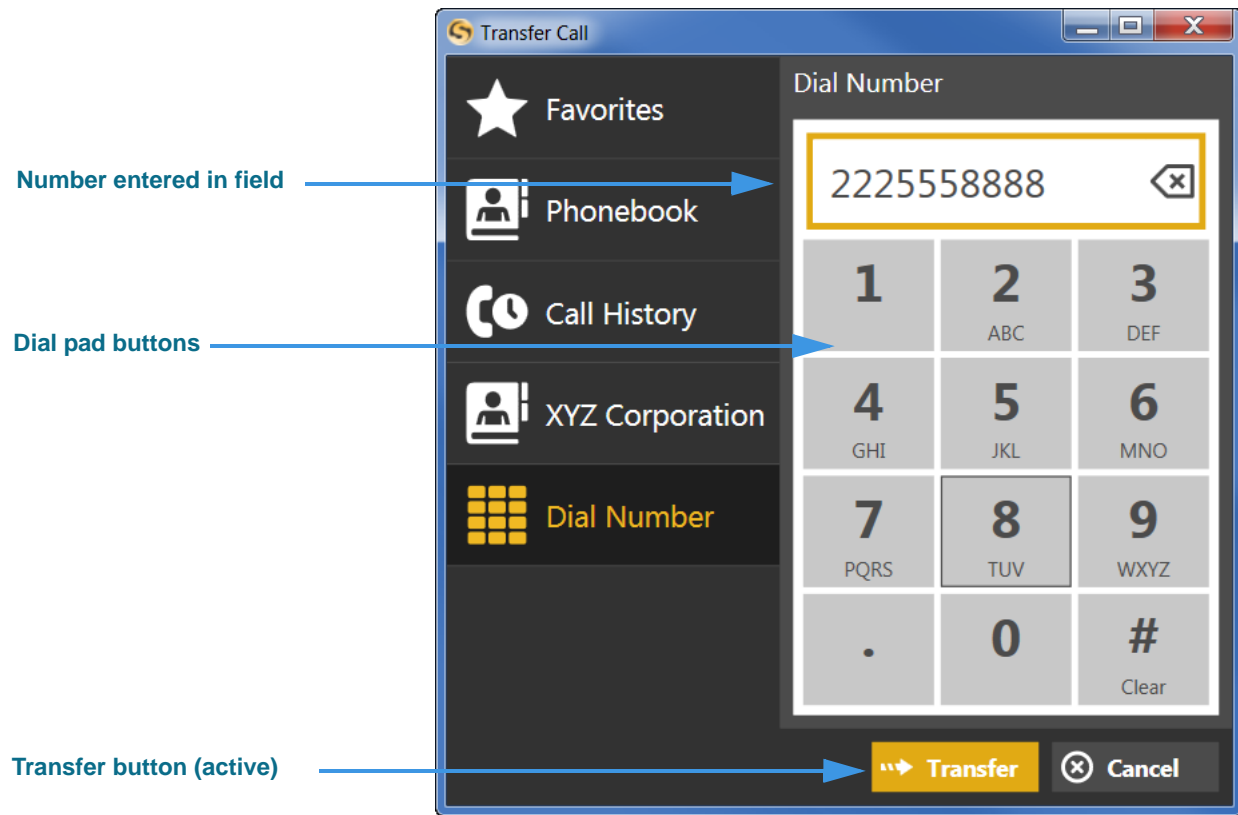 Transfer Call
Favorites
Phonebook
Call History
XYZ Corporation
Dial Number
Dial Number
2225558888
1
2
ABC
3
DEF
4
GHI
5
JKL
6
MNO
7
PQRS
8
TUV
9
WXYZ
.
0
#
Clear
Transfer
Cancel
Number entered in field
Dial pad buttons
Transfer button (active)